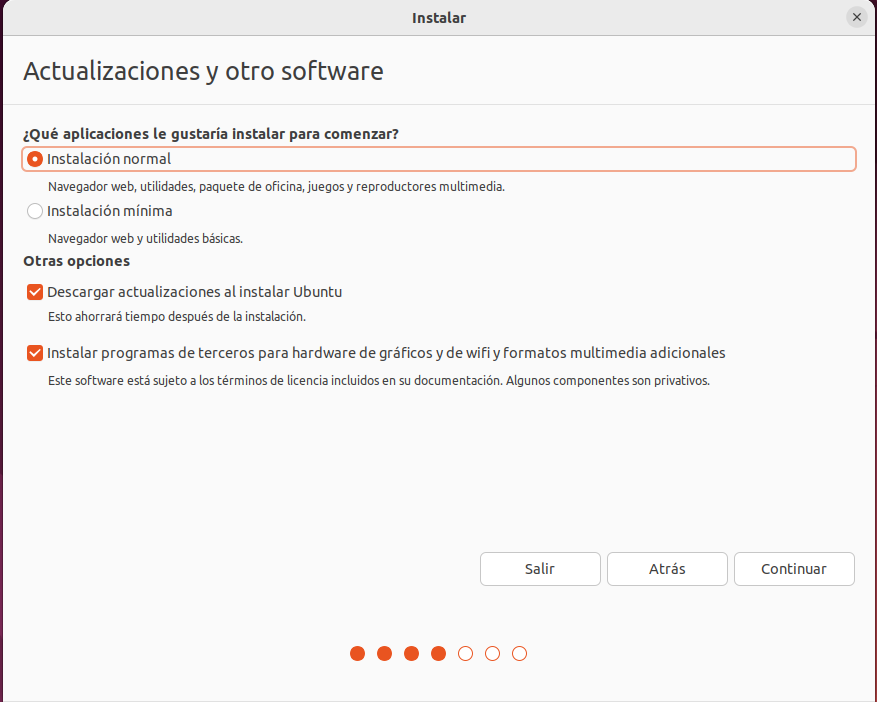 Instalar
Actualizaciones y otro software
¿Qué aplicaciones le gustaría instalar para comenzar?
Instalación normal
Navegador web, utilidades, paquete de oficina, juegos y reproductores multimedia.
Instalación mínima
Navegador web y utilidades básicas.
Otras opciones
Descargar actualizaciones al instalar Ubuntu
Esto ahorrará tiempo después de la instalación.
Instalar programas de terceros para hardware de gráficos y de wifi y formatos multimedia adicionales
Este software está sujeto a los términos de licencia incluidos en su documentación. Algunos componentes son privativos.
Salir
Atrás
Continuar